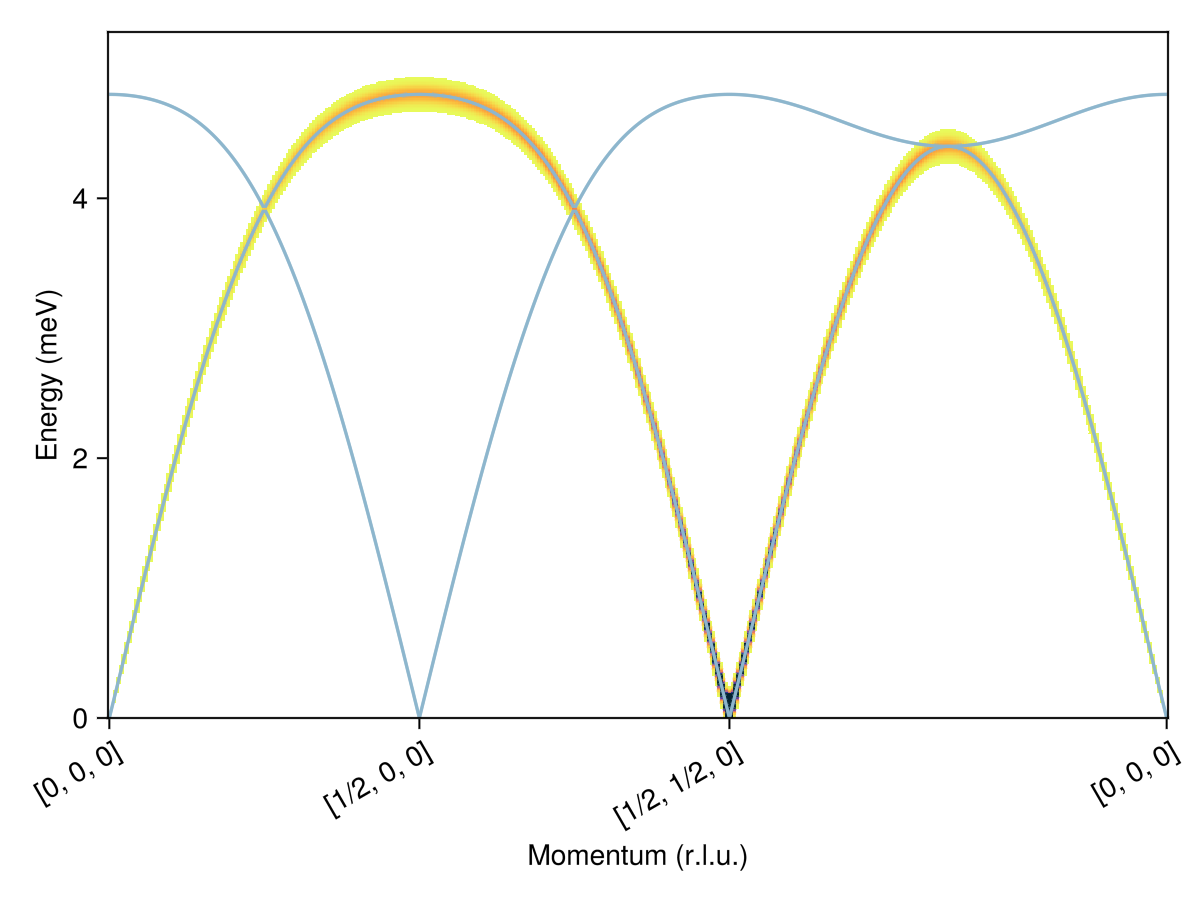 Energy (meV)
4
2
0
[0, 0, 0]
[1/2, 0, 0]
[1/2, 1/2, 0]
[0, 0, 0]
Momentum (r.l.u.)